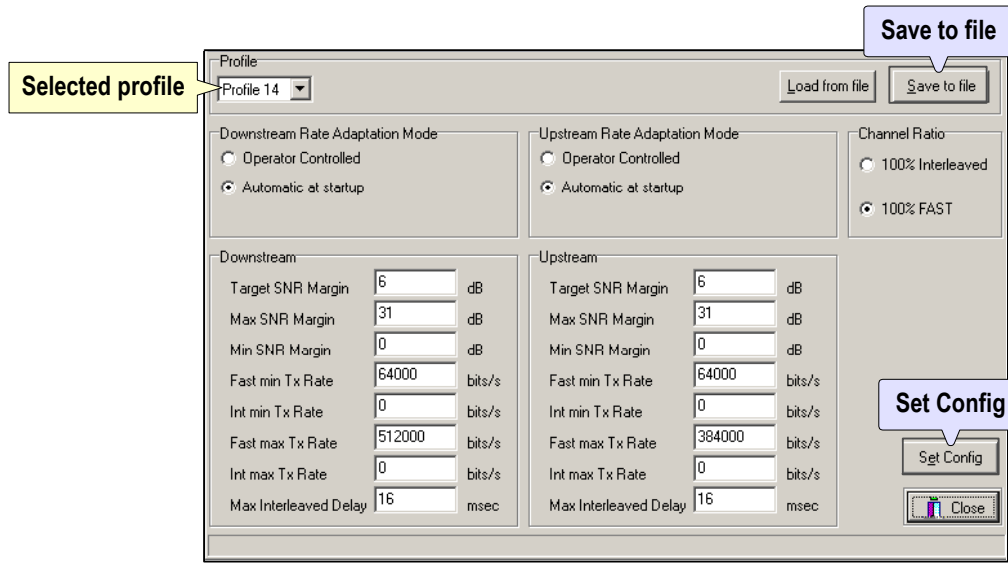 Save to file
Selected profile
Profile
Profile 14
Load from file
Save to file
Downstream Rate Adaptation Mode
Operator Controlled
Automatic at startup
Upstream Rate Adaptation Mode
Operator Controlled
Automatic at startup
Channel Ratio
100% Interleaved
100% FAST
Downstream
Target SNR Margin 6 dB
Max SNR Margin 31 dB
Min SNR Margin 0 dB
Fast min Tx Rate 64000 bits/s
Int min Tx Rate 0 bits/s
Fast max Tx Rate 512000 bits/s
Int max Tx Rate 0 bits/s
Max Interleaved Delay 16 msec
Upstream
Target SNR Margin 6 dB
Max SNR Margin 31 dB
Min SNR Margin 0 dB
Fast min Tx Rate 64000 bits/s
Int min Tx Rate 0 bits/s
Fast max Tx Rate 384000 bits/s
Int max Tx Rate 0 bits/s
Max Interleaved Delay 16 msec
Set Config
Set Config
Close